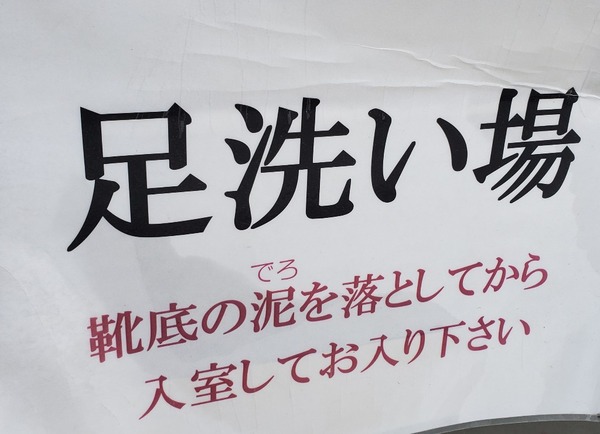 足洗い場
でろ
靴底の泥を落としてから
入室してお入り下さい